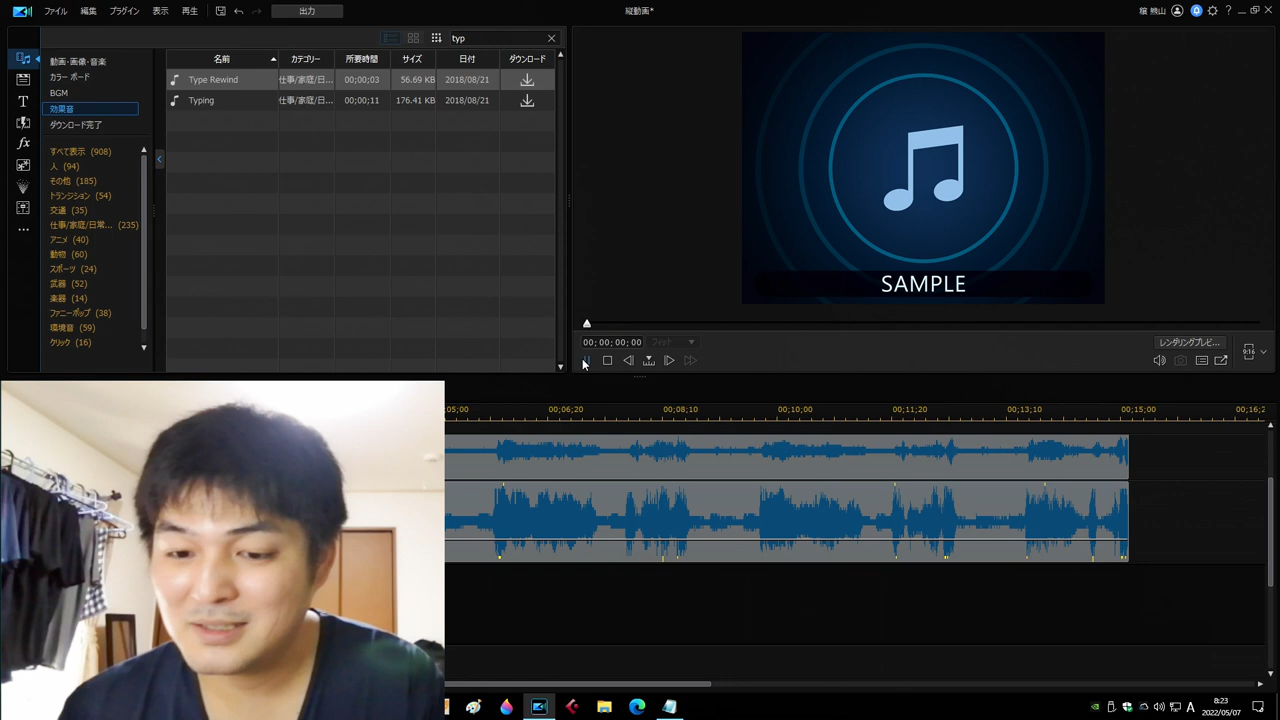 ファイル 編集 プラグイン 表示 再生 出力 縦動画*
typ
動画・画像・音楽
カラー ボード
BGM
効果音
ダウンロード完了
すべて表示 (908)
人 (94)
その他 (185)
トランジション (54)
交通 (35)
仕事/家庭/日常... (235)
アニメ (40)
動物 (60)
スポーツ (24)
武器 (52)
楽器 (14)
ファニーポップ (38)
環境音 (59)
クリック (16)
名前 カテゴリー 所要時間 サイズ 日付 ダウンロード
Type Rewind 仕事/家庭/日... 00;00;03 56.69 KB 2018/08/21
Typing 仕事/家庭/日... 00;00;11 176.41 KB 2018/08/21
SAMPLE
00; 00; 00; 00 フィット レンダリングプレビ...
9:16
;05;00 00;06;20 00;08;10 00;10;00 00;11;20 00;13;10 00;15;00 00;16;2
A 8:23
2022/05/07